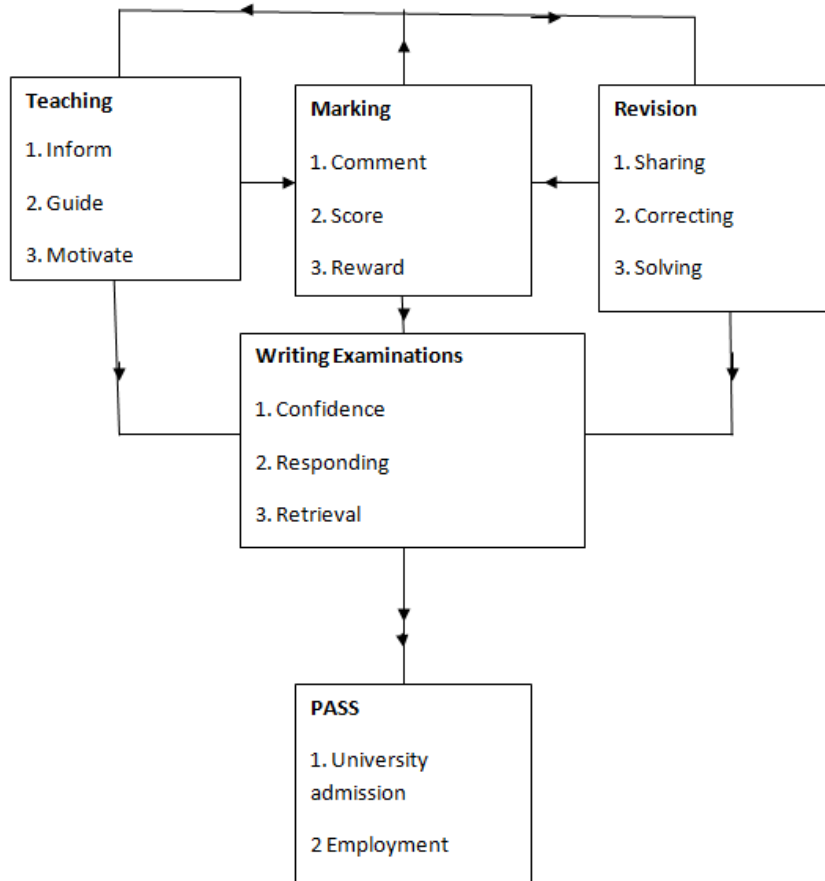 Teaching
1. Inform
2. Guide
3. Motivate
Marking
1. Comment
2. Score
3. Reward
Revision
1. Sharing
2. Correcting
3. Solving
Writing Examinations
1. Confidence
2. Responding
3. Retrieval
PASS
1. University
admission
2 Employment